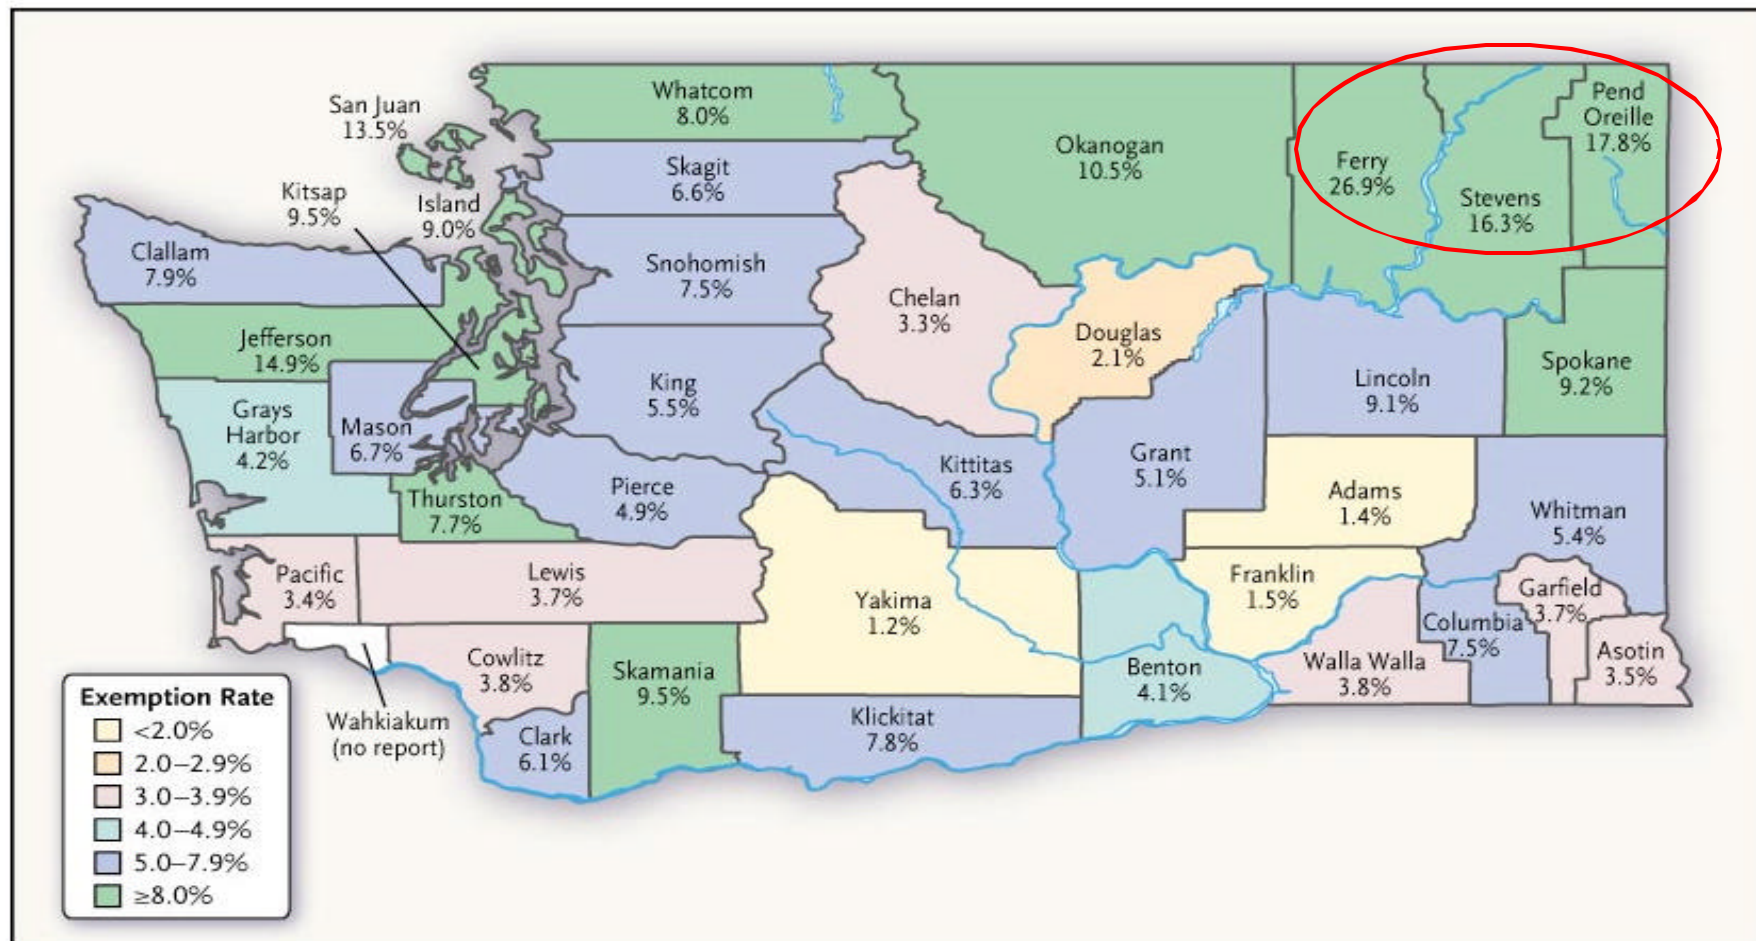 Whatcom
8.0%
San Juan
13.5%
Skagit
6.6%
Okanogan
10.5%
Ferry
26.9%
Stevens
16.3%
Pend
Oreille
17.8%
Kitsap
9.5%
Island
9.0%
Clallam
7.9%
Snohomish
7.5%
Chelan
3.3%
Douglas
2.1%
Jefferson
14.9%
King
5.5%
Lincoln
9.1%
Spokane
9.2%
Grays
Harbor
4.2%
Mason
6.7%
Kittitas
6.3%
Grant
5.1%
Adams
1.4%
Whitman
5.4%
Thurston
7.7%
Pierce
4.9%
Pacific
3.4%
Lewis
3.7%
Yakima
1.2%
Franklin
1.5%
Garfield
3.7%
Columbia
7.5%
Asotin
3.5%
Cowlitz
3.8%
Skamania
9.5%
Benton
4.1%
Walla Walla
3.8%
Wahkiakum
(no report)
Clark
6.1%
Klickitat
7.8%
Exemption Rate
<2.0%
2.0–2.9%
3.0–3.9%
4.0–4.9%
5.0–7.9%
≥8.0%